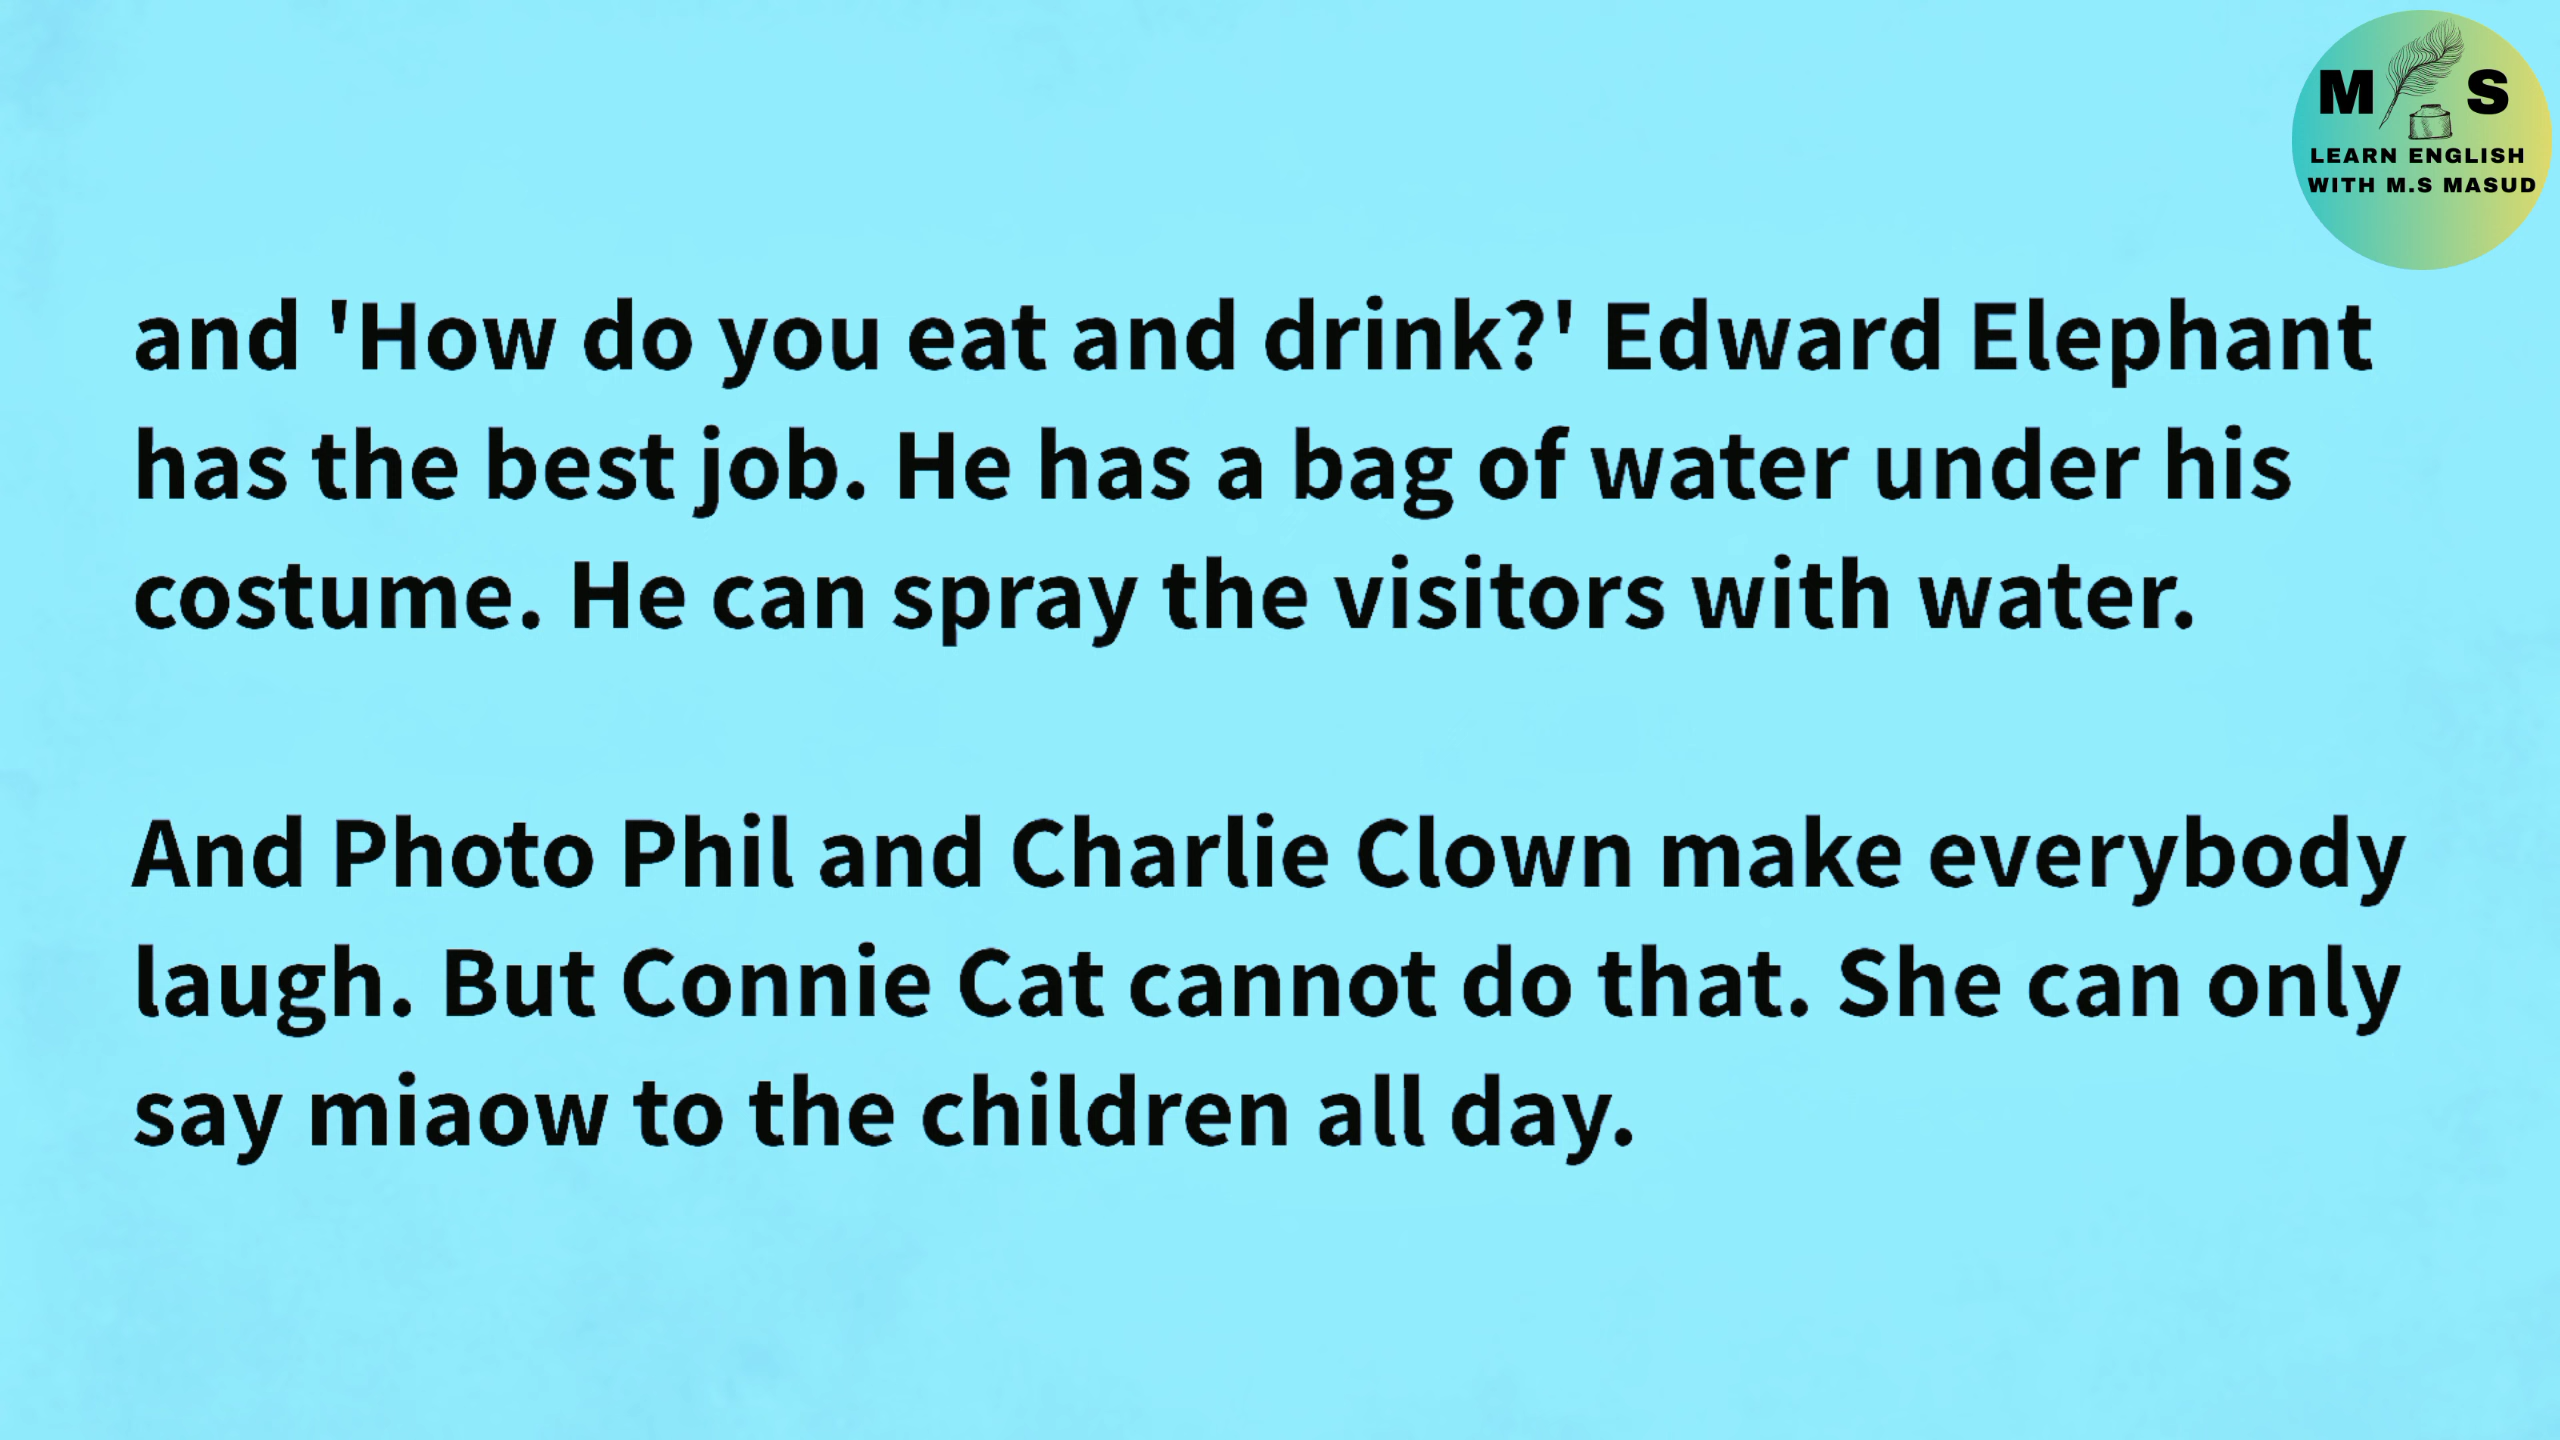 M S
LEARN ENGLISH
WITH M.S MASUD
and 'How do you eat and drink?' Edward Elephant
has the best job. He has a bag of water under his
costume. He can spray the visitors with water.
And Photo Phil and Charlie Clown make everybody
laugh. But Connie Cat cannot do that. She can only
say miaow to the children all day.